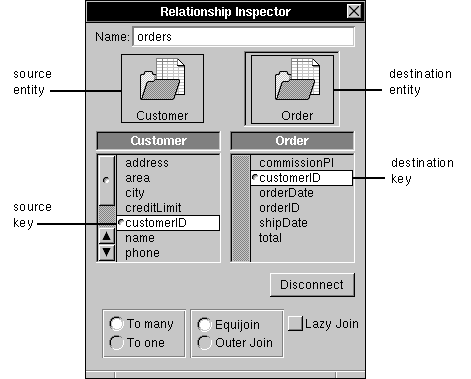 Relationship Inspector
Name: orders
source entity
destination entity
Customer
Order
Customer
Order
address
area
city
creditLimit
customerID
name
phone
commissionPl
customerID
orderDate
orderID
shipDate
total
source key
destination key
Disconnect
To many
To one
Equijoin
Outer Join
Lazy Join